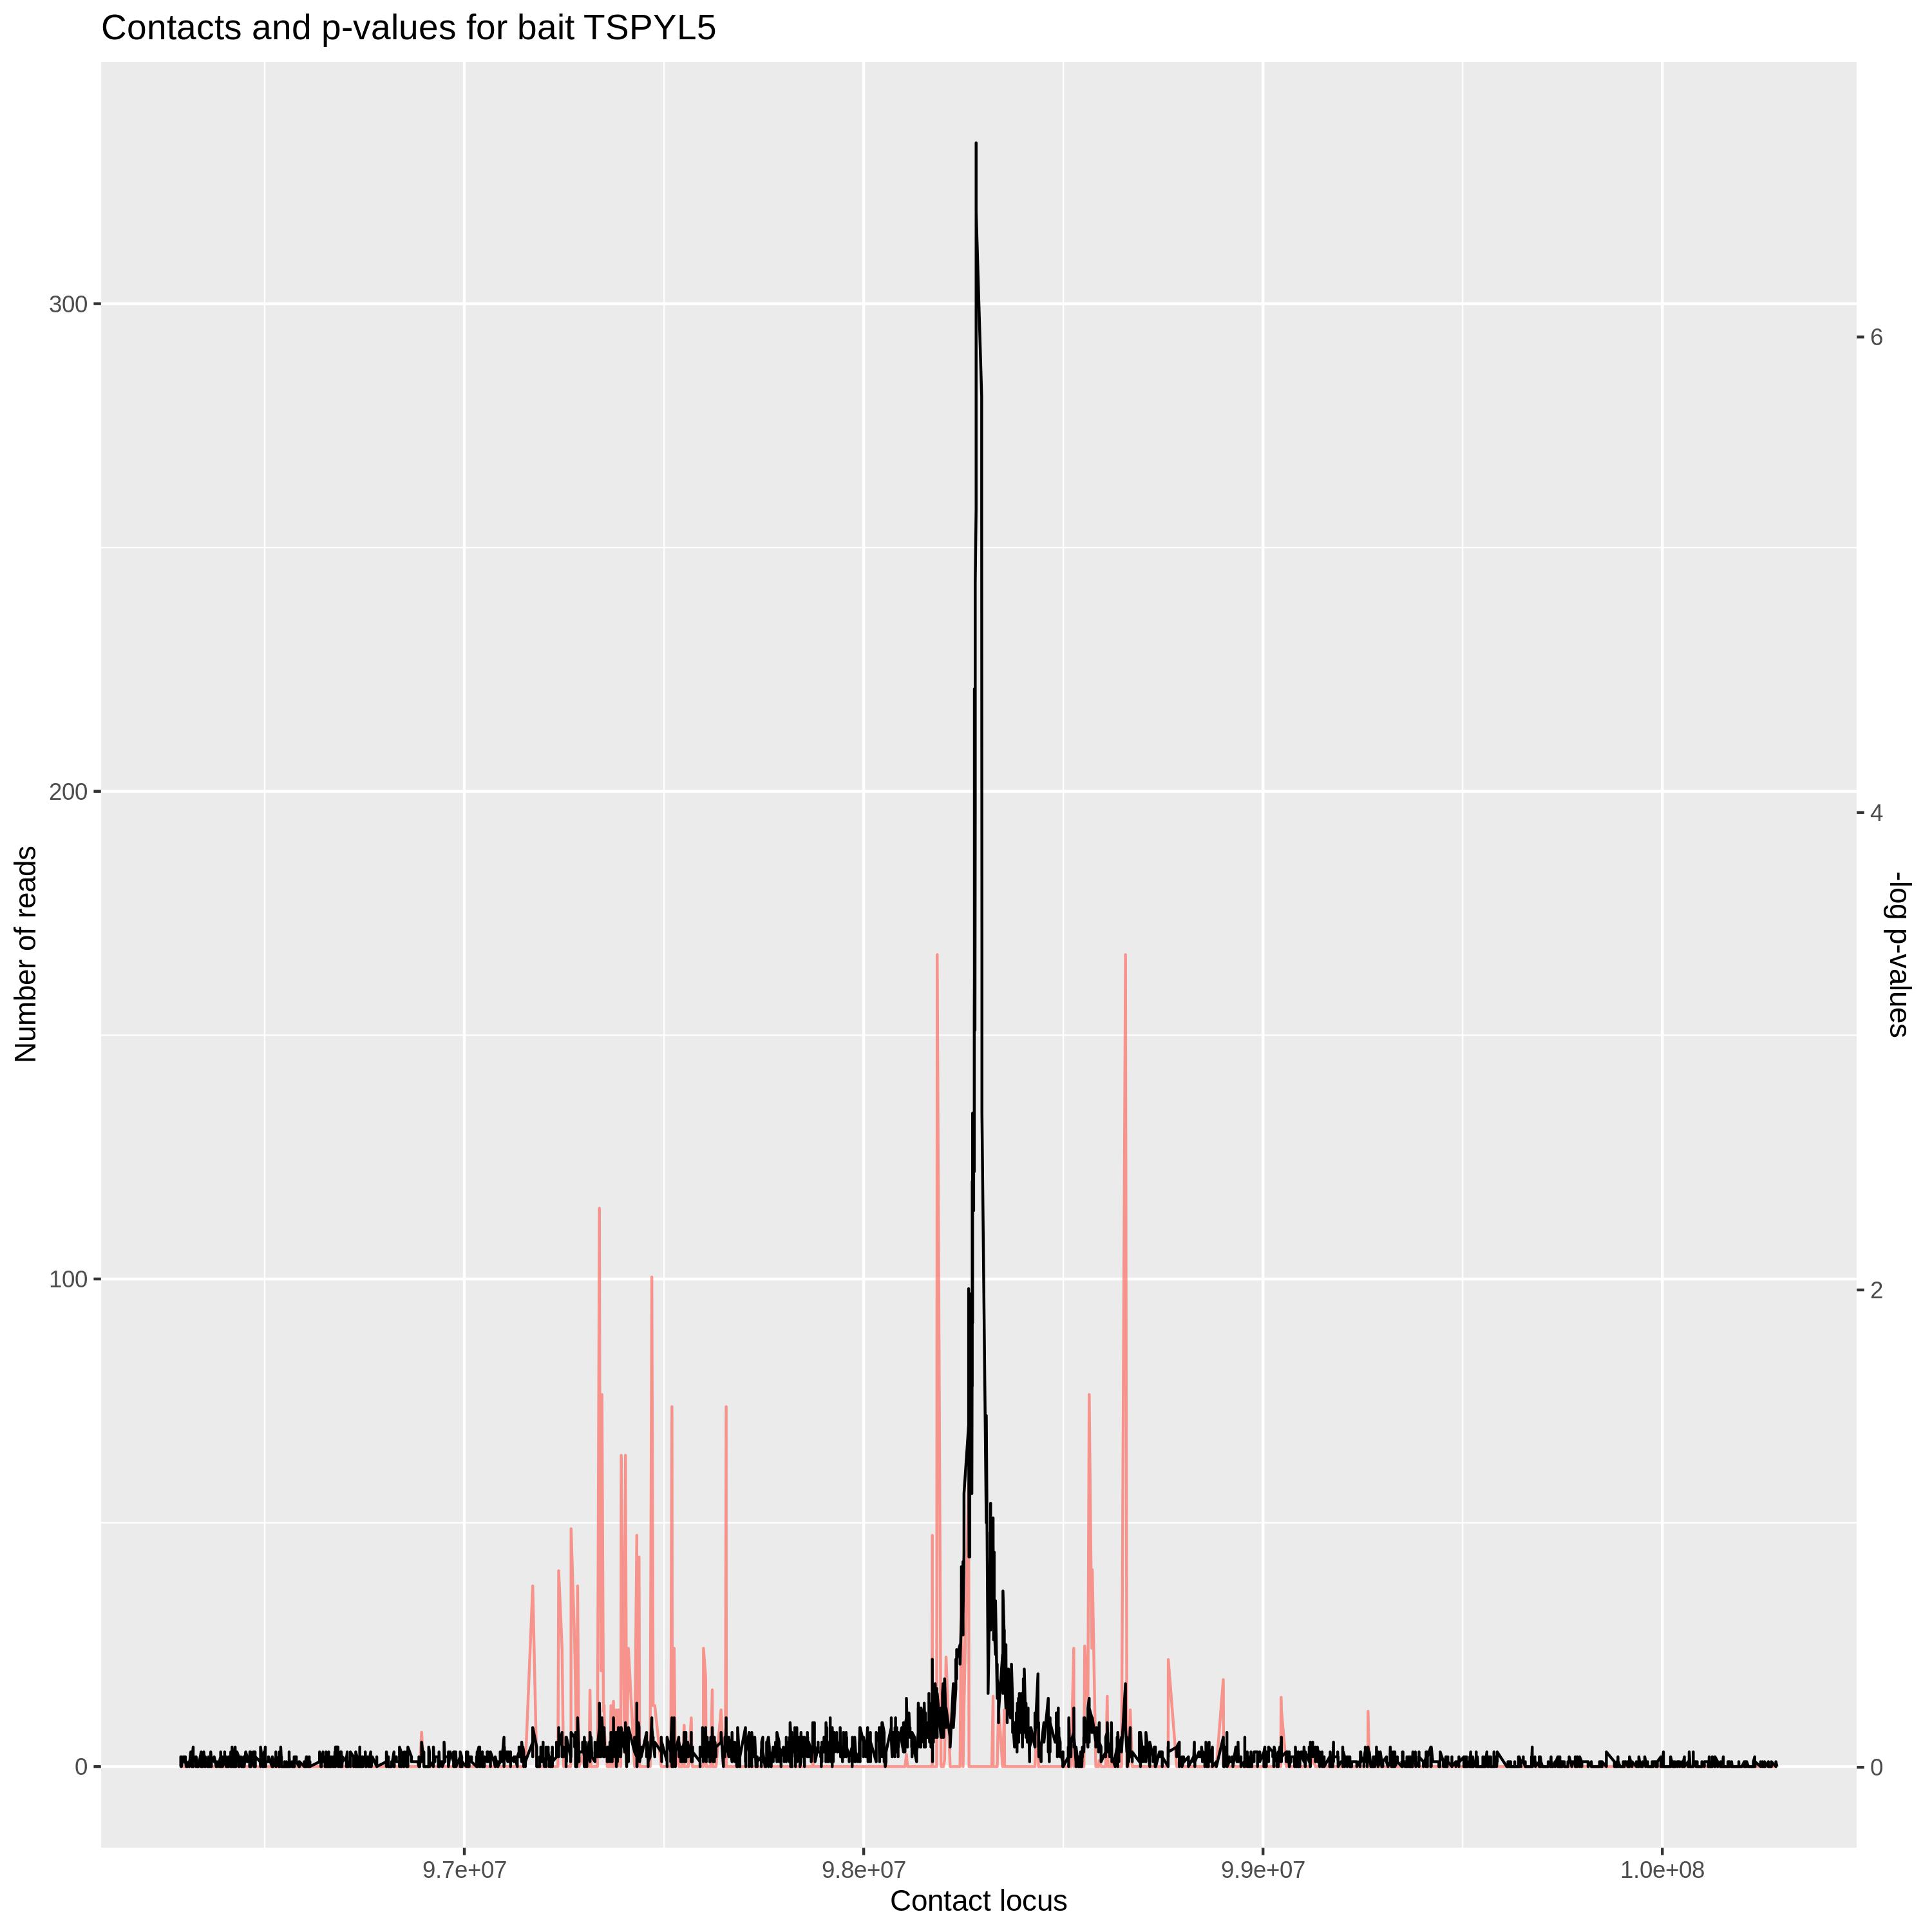 Contacts and p-values for bait TSPYL5
300
200
100
0
Number of reads
6
4
2
0
-log p-values
9.7e+07
9.8e+07
9.9e+07
1.0e+08
Contact locus